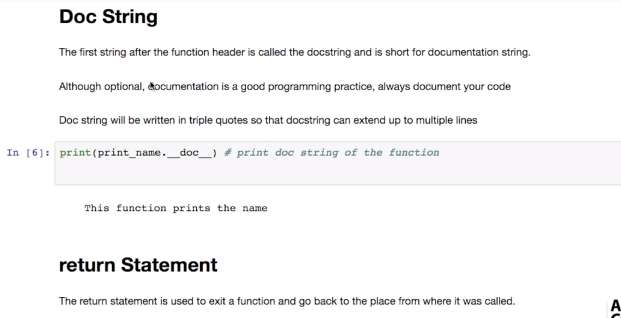 Doc String
The first string after the function header is called the docstring and is short for documentation string.
Although optional, documentation is a good programming practice, always document your code
Doc string will be written in triple quotes so that docstring can extend up to multiple lines
In [6]: print(print_name.__doc__) # print doc string of the function
This function prints the name
return Statement
The return statement is used to exit a function and go back to the place from where it was called.
A